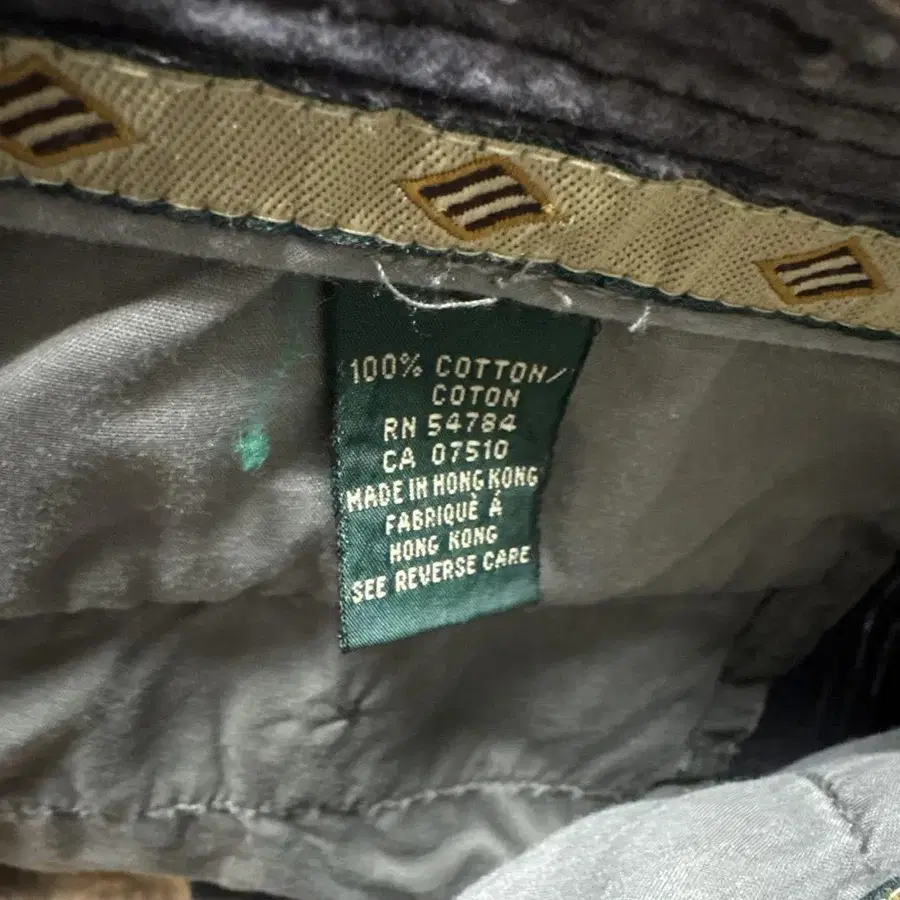 100% COTTON/
COTON
RN 54784
CA 07510
MADE IN HONG KONG
FABRIQUÈ Á
HONG KONG
SEE REVERSE CARE